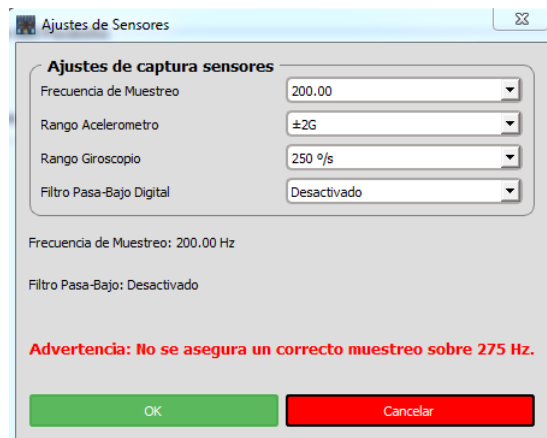 Ajustes de Sensores
Ajustes de captura sensores
Frecuencia de Muestreo 200.00
Rango Acelerometro ±2G
Rango Giroscopio 250 º/s
Filtro Pasa-Bajo Digital Desactivado
Frecuencia de Muestreo: 200.00 Hz
Filtro Pasa-Bajo: Desactivado
Advertencia: No se asegura un correcto muestreo sobre 275 Hz.
OK Cancelar